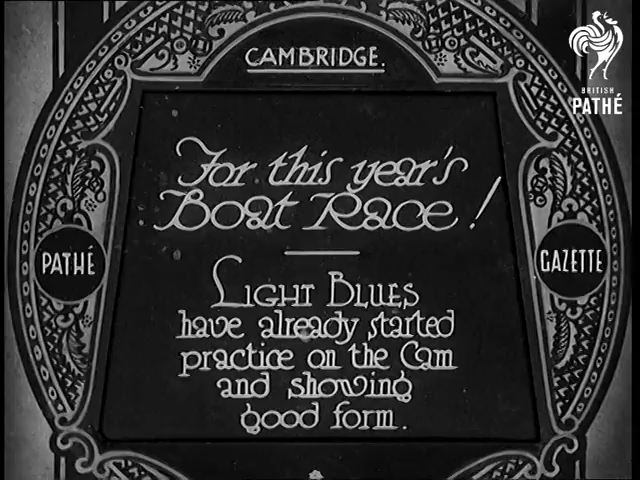 CAMBRIDGE.
BRITISH
PATHÉ
For this year's
Boat Race!
PATHÉ
GAZETTE
LIGHT BLUES
have already started
practice on the Cam
and showing
good form.